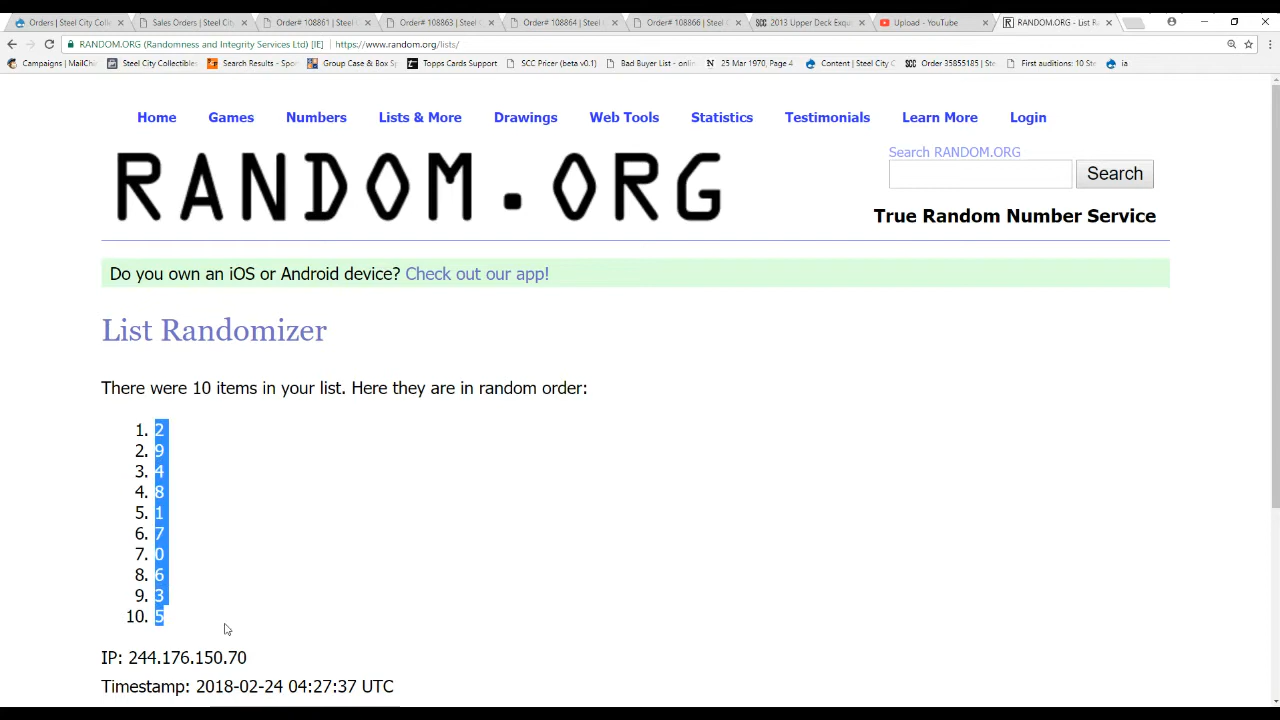 Orders | Steel City C
Sales Orders | Steel City
Order# 108861 | Steel C
Order# 108863 | Steel C
Order# 108864 | Steel C
Order# 108866 | Steel C
SCC 2013 Upper Deck Exqu
Upload - YouTube
RANDOM.ORG - List R
RANDOM.ORG (Randomness and Integrity Services Ltd) [IE] https://www.random.org/lists/
Campaigns | MailChi
Steel City Collectibles
Search Results - Spo
Group Case & Box Sp
Topps Cards Support
SCC Pricer (beta v0.1)
Bad Buyer List - onlin
N 25 Mar 1970, Page 4
Content | Steel City C
SCC Order 35855185 | Ste
First auditions: 10 Ste
ia
Home Games Numbers Lists & More Drawings Web Tools Statistics Testimonials Learn More Login
RANDOM.ORG
Search RANDOM.ORG
Search
True Random Number Service
Do you own an iOS or Android device? Check out our app!
List Randomizer
There were 10 items in your list. Here they are in random order:
1. 2
2. 9
3. 4
4. 8
5. 1
6. 7
7. 0
8. 6
9. 3
10. 5
IP: 244.176.150.70
Timestamp: 2018-02-24 04:27:37 UTC